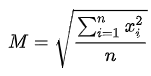 M = \sqrt{\frac{\sum_{i=1}^{n} x_i^2}{n}}